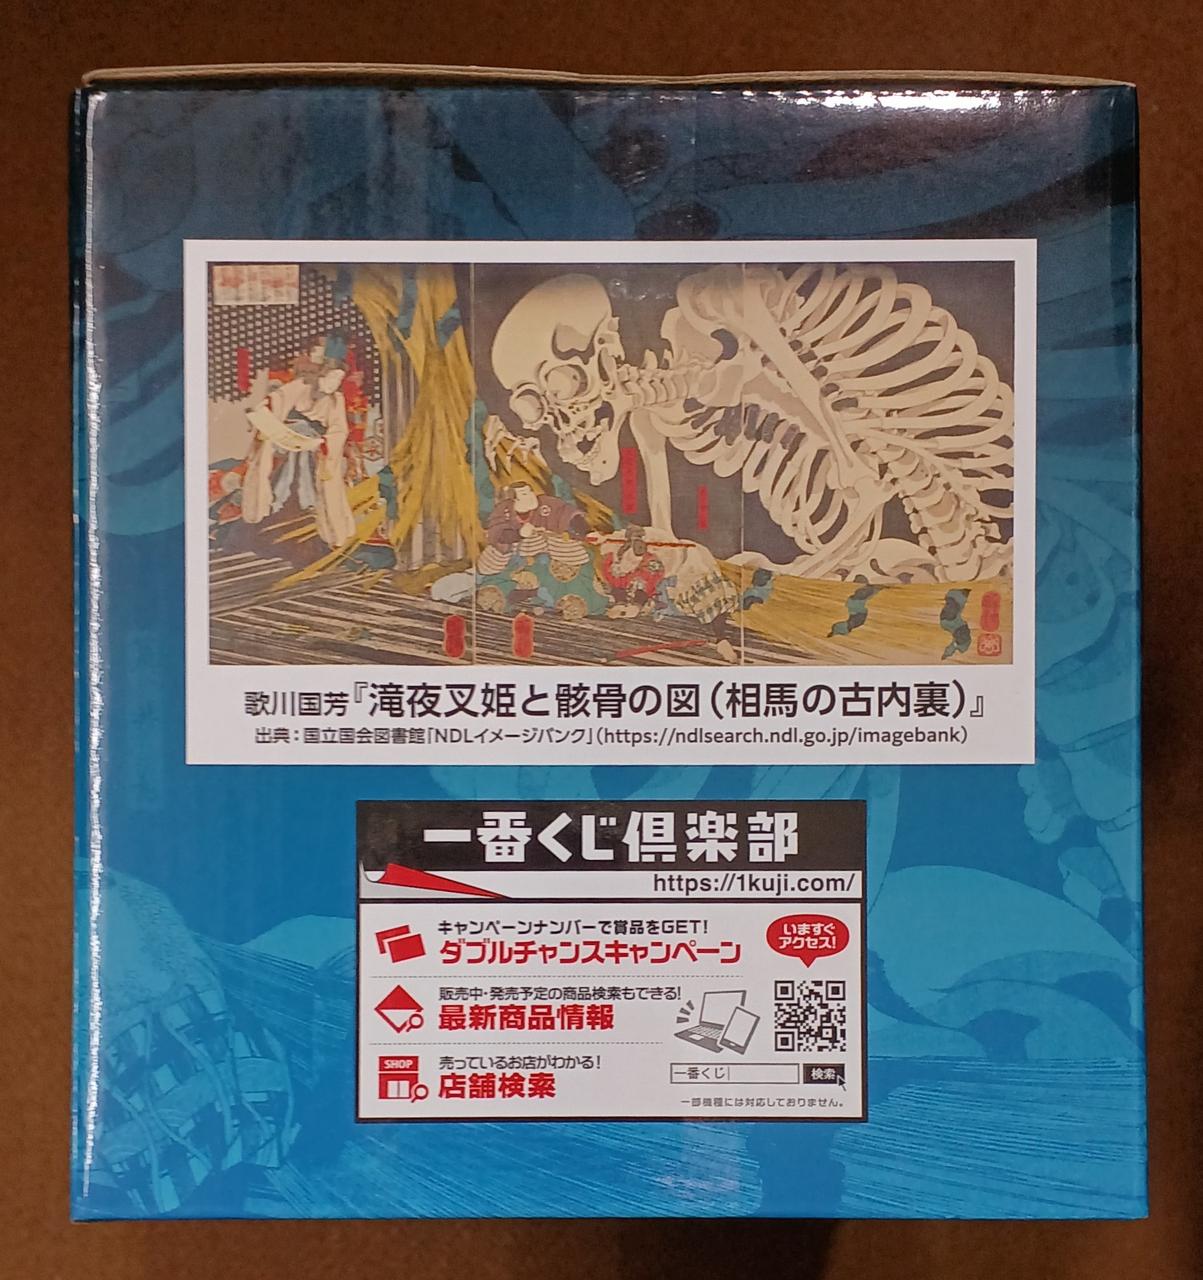 歌川国芳『滝夜叉姫と骸骨の図（相馬の古内裏）』
出典：国立国会図書館「NDLイメージバンク」（https://ndlsearch.ndl.go.jp/imagebank）
一番くじ倶楽部
https://1kuji.com/
キャンペーンナンバーで賞品をGET!
ダブルチャンスキャンペーン
いますぐ
アクセス!
販売中・発売予定の商品検索もできる!
最新商品情報
SHOP
売っているお店がわかる!
店舗検索
一番くじ
検索
一部機種には対応しておりません。